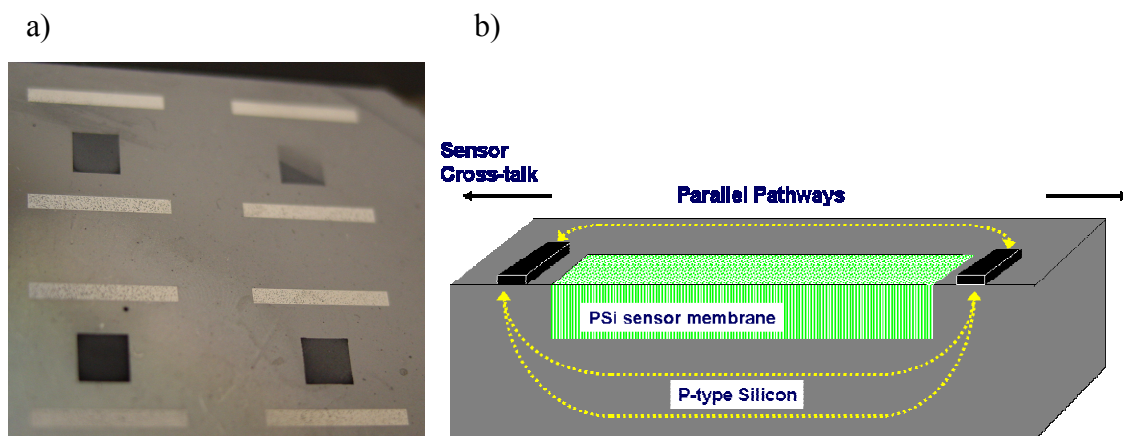 a)
b)
Sensor
Cross-talk
Parallel Pathways
PSi sensor membrane
P-type Silicon